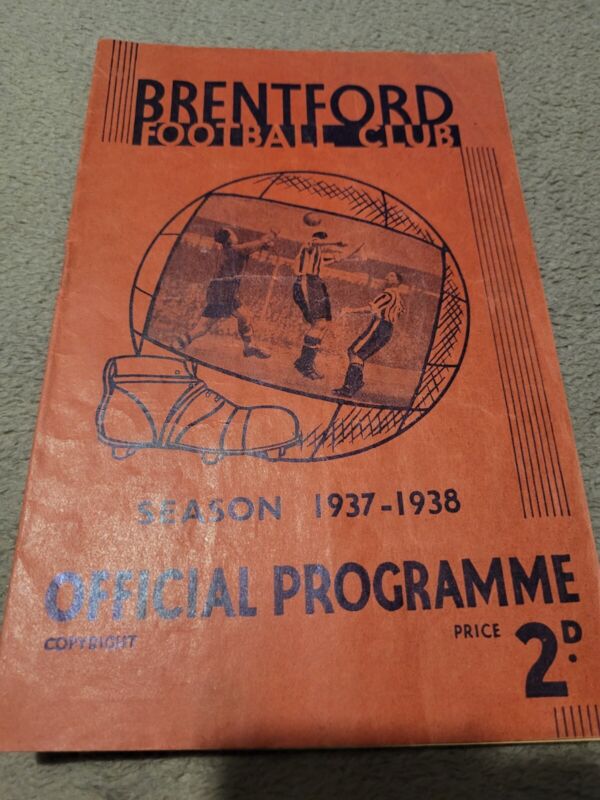 BRENTFORD
FOOTBALL CLUB
SEASON 1937-1938
OFFICIAL PROGRAMME
COPYRIGHT
PRICE 2D.